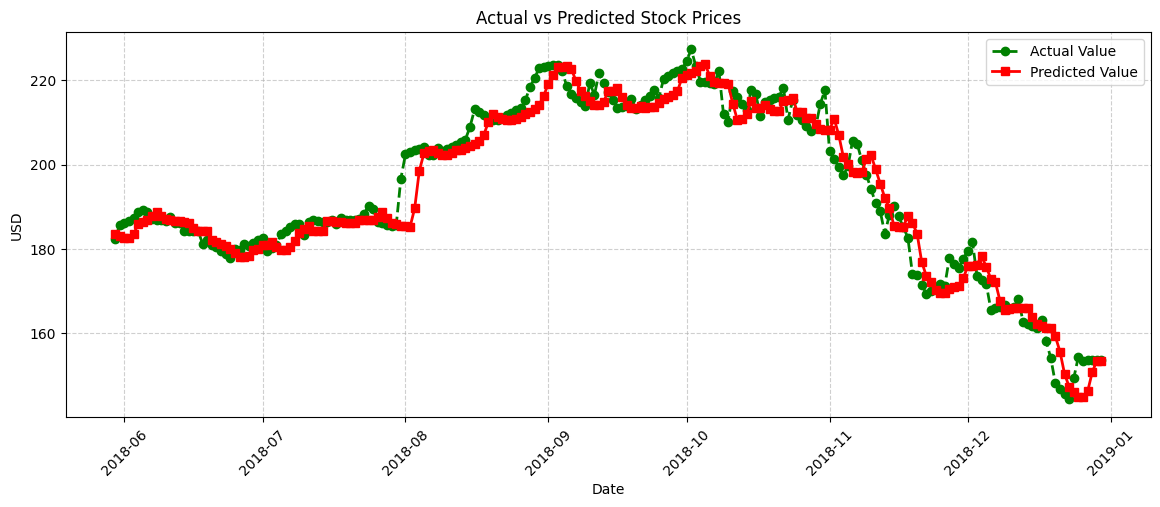 Actual vs Predicted Stock Prices
Actual Value
Predicted Value
USD
220
200
180
160
2018-06
2018-07
2018-08
2018-09
2018-10
2018-11
2018-12
2019-01
Date